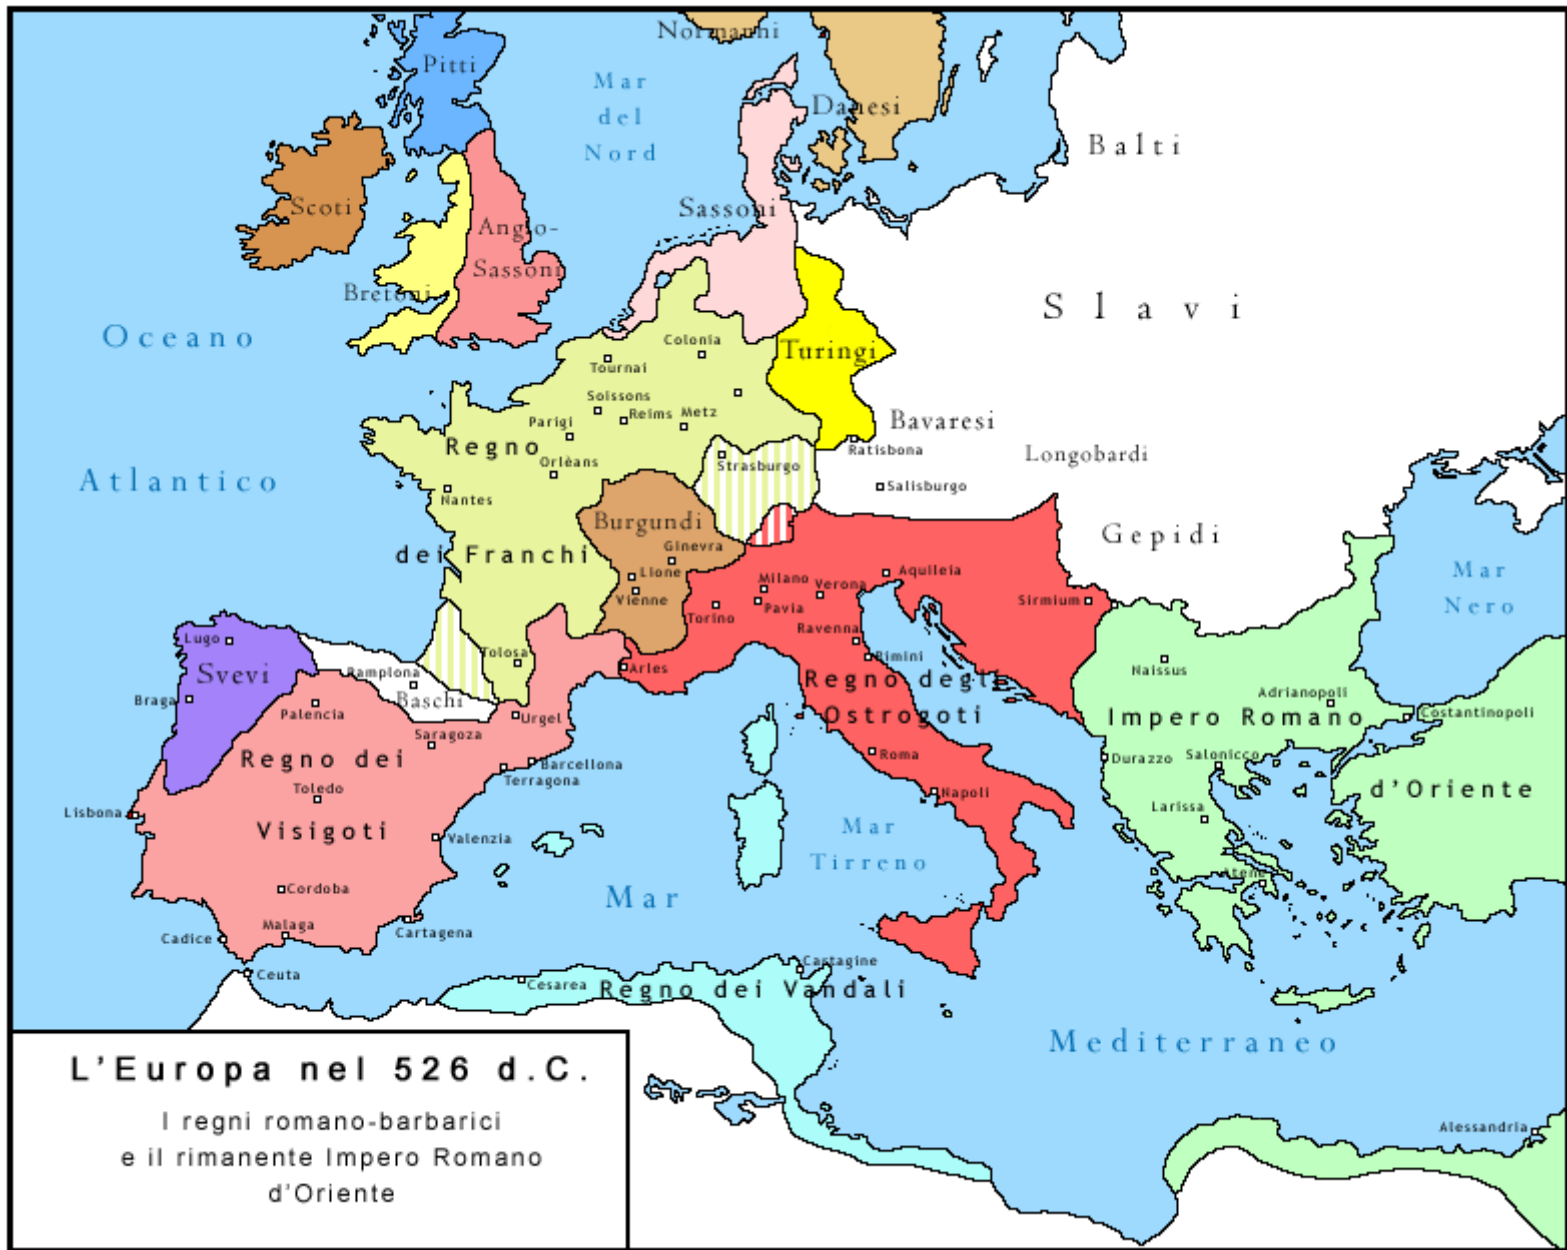 Normanni
Pitti
Mar
del
Nord
Danesi
Balti
Scoti
Sassoni
Anglo-
Sassoni
Bretoni
Slavi
Oceano
Atlantico
Colonia
Tournai
Turingi
Soissons
Reims
Metz
Parigi
Regno
Orlèans
Nantes
Strasburgo
Bavaresi
Ratisbona
Longobardi
Salisburgo
Burgundi
dei Franchi
Ginevra
Lione
Vienne
Gepidi
Mar
Nero
Milano
Verona
Aquileia
Pavia
Torino
Sirmium
Ravenna
Rimini
Lugo
Svevi
Braga
Pamplona
Baschi
Tolosa
Arles
Regno degli
Ostrogoti
Naissus
Adrianopoli
Costantinopoli
Impero Romano
d'Oriente
Palencia
Urgel
Saragoza
Regno dei
Visigoti
Barcellona
Terragona
Toledo
Roma
Napoli
Durazzo
Salonicco
Larissa
Atene
Lisbona
Valenzia
Mar
Tirreno
Cordoba
Mar
Malaga
Cadice
Cartagena
Ceuta
Cesarea
Castagine
Regno dei Vandali
Mediterraneo
Alessandria
L'Europa nel 526 d.C.
I regni romano-barbarici
e il rimanente Impero Romano
d'Oriente